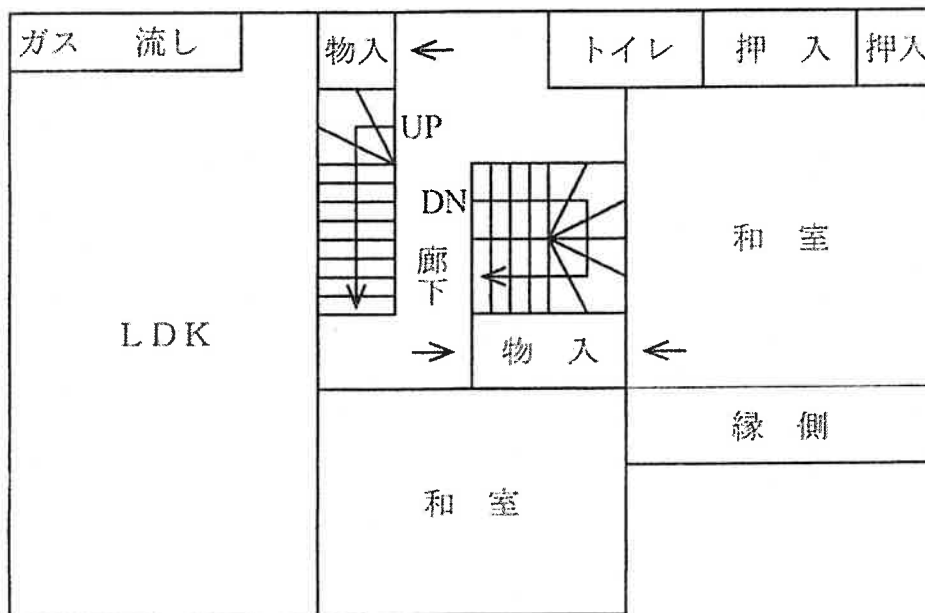 ガス 流し
物入
トイレ
押 入
押入
UP
DN
廊下
和 室
LDK
物 入
縁 側
和 室